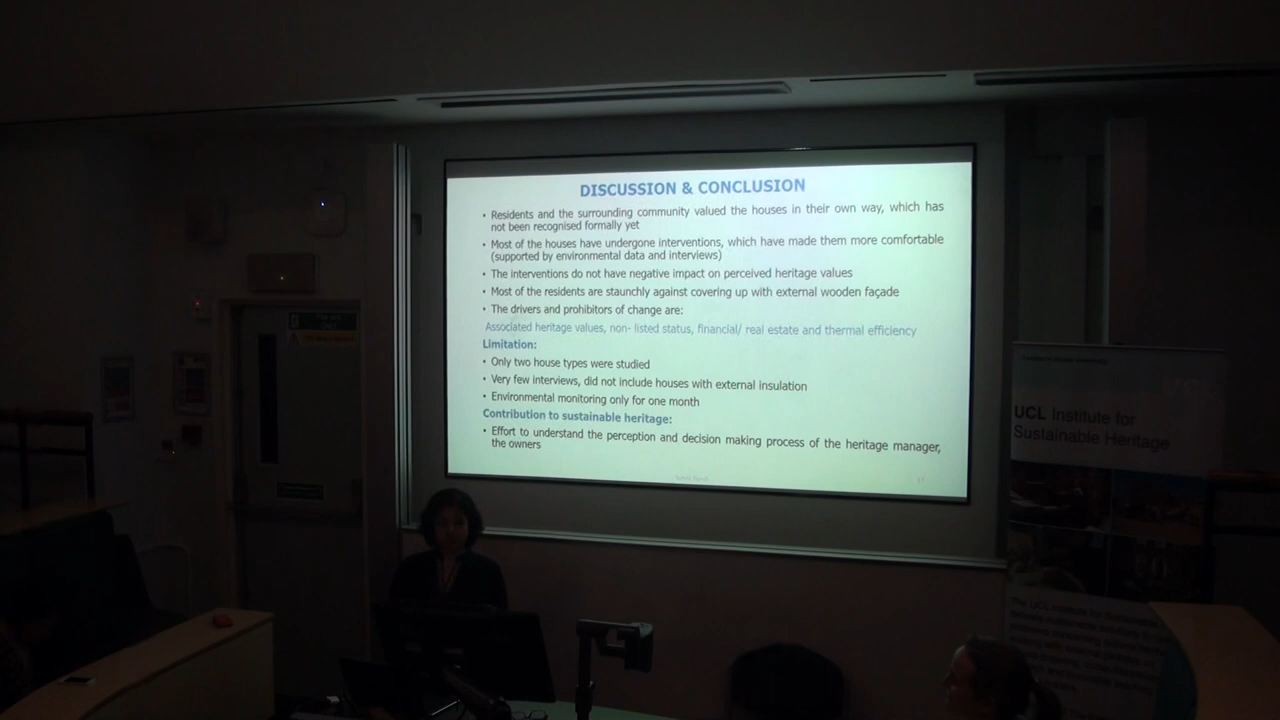 DISCUSSION & CONCLUSION
• Residents and the surrounding community valued the houses in their own way, which has
not been recognised formally yet
• Most of the houses have undergone interventions, which have made them more comfortable
(supported by environmental data and interviews)
• The interventions do not have negative impact on perceived heritage values
• Most of the residents are staunchly against covering up with external wooden façade
• The drivers and prohibitors of change are:
Associated heritage values, non- listed status, financial/ real estate and thermal efficiency
Limitation:
• Only two house types were studied
• Very few interviews, did not include houses with external insulation
• Environmental monitoring only for one month
Contribution to sustainable heritage:
• Effort to understand the perception and decision making process of the heritage manager,
the owners
UCL Institute for
Sustainable Heritage
The UCL Institute for Sustainable